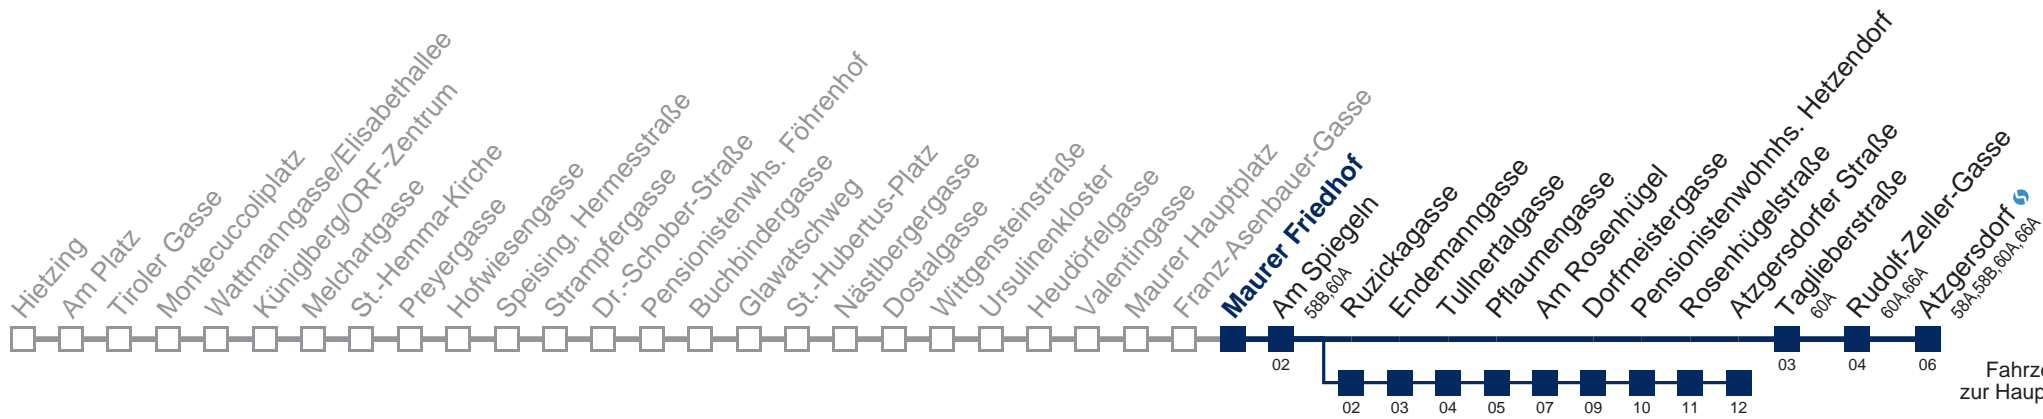 Hietzing
Am Platz
Tiroler Gasse
Montecuccoliplatz
Wattmanngasse/Elisabethallee
Küniglberg/ORF-Zentrum
Melchartgasse
St.-Hemma-Kirche
Preyergasse
Hofwiesengasse
Speising, Hermesstraße
Strampfergasse
Dr.-Schober-Straße
Pensionistenwhs. Föhrenhof
Buchbindergasse
Glawatschweg
St.-Hubertus-Platz
Nästlbergergasse
Dostalgasse
Wittgensteinstraße
Ursulinenkloster
Heudörfelgasse
Valentingasse
Maurer Hauptplatz
Franz-Asenbauer-Gasse
Maurer Friedhof
Am Spiegeln
58B,60A
Ruzickagasse
Endemanngasse
Tullnertalgasse
Pflaumengasse
Am Rosenhügel
Dorfmeistergasse
Pensionistenwohnhs. Hetzendorf
Rosenhügelstraße
Atzgersdorfer Straße
Taglieberstraße
60A
Rudolf-Zeller-Gasse
60A,66A
Atzgersdorf
58A,58B,60A,66A
02 03 04 06
Fahrze
zur Haup
02 03 04 05 07 09 10 11 12